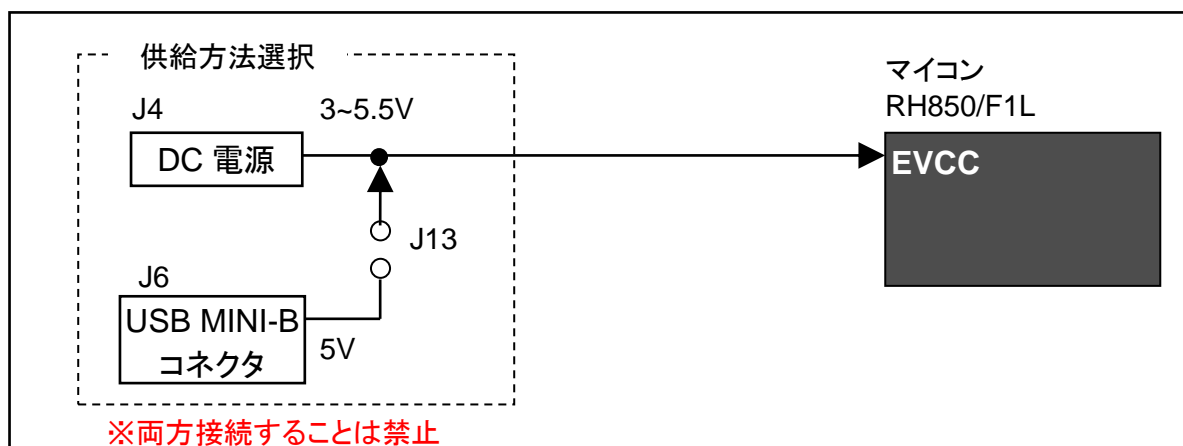 供給方法選択
マイコン
RH850/F1L
J4
3~5.5V
DC 電源
EVCC
J13
J6
USB MINI-B
コネクタ
5V
※両方接続することは禁止